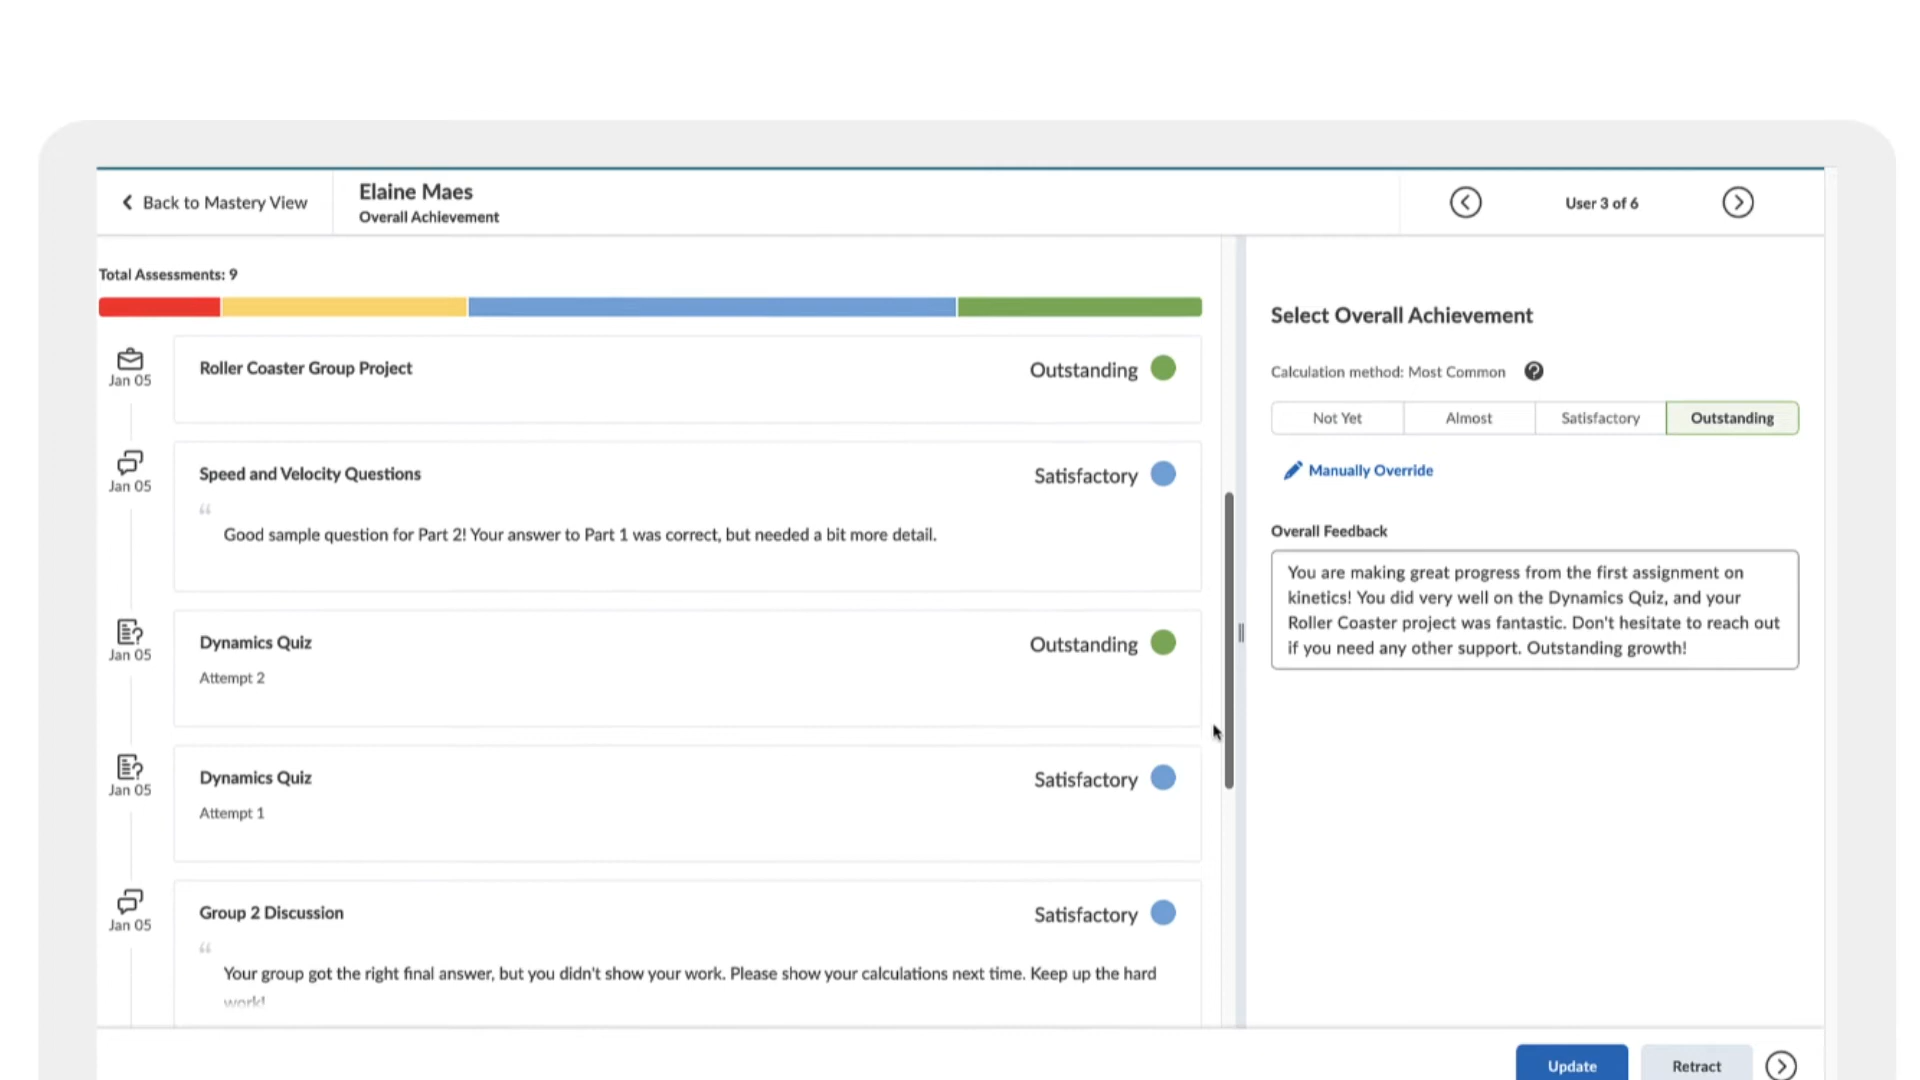 Back to Mastery View
Elaine Maes
Overall Achievement
User 3 of 6
Total Assessments: 9
Jan 05
Roller Coaster Group Project
Outstanding
Jan 05
Speed and Velocity Questions
Satisfactory
“
Good sample question for Part 2! Your answer to Part 1 was correct, but needed a bit more detail.
Jan 05
Dynamics Quiz
Outstanding
Attempt 2
Jan 05
Dynamics Quiz
Satisfactory
Attempt 1
Jan 05
Group 2 Discussion
Satisfactory
“
Your group got the right final answer, but you didn't show your work. Please show your calculations next time. Keep up the hard
work!
Select Overall Achievement
Calculation method: Most Common ?
Not Yet
Almost
Satisfactory
Outstanding
Manually Override
Overall Feedback
You are making great progress from the first assignment on
kinetics! You did very well on the Dynamics Quiz, and your
Roller Coaster project was fantastic. Don't hesitate to reach out
if you need any other support. Outstanding growth!
Update
Retract